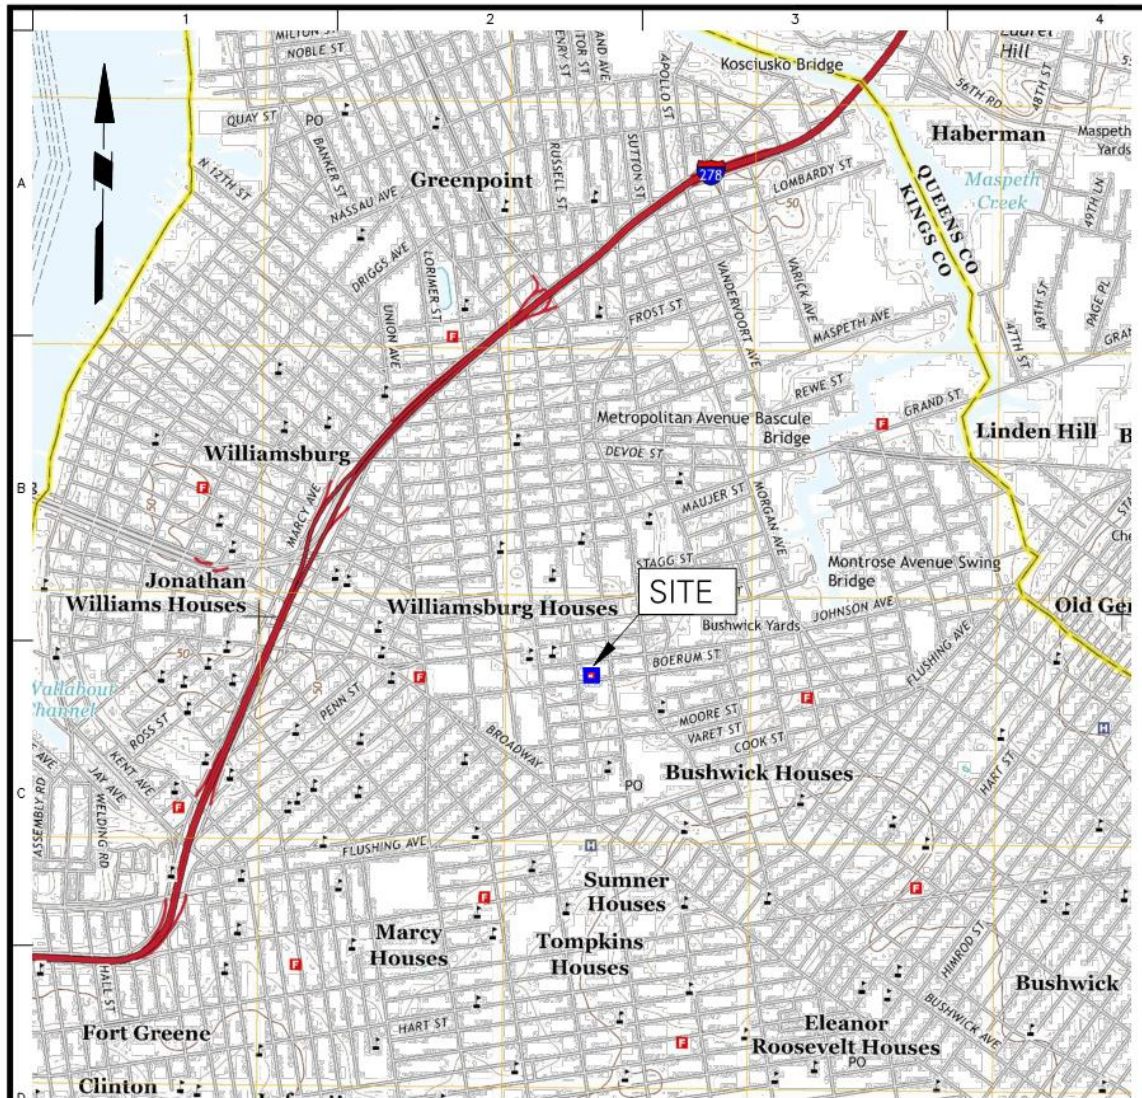 1
2
3
4
A
B
C
NOBLE ST
QUAY ST
PO
BANKER ST
N 12TH ST
NASSAU AVE
DRIGGS AVE
Greenpoint
LORIMER ST
UNION AVE
RUSSELL ST
SUTTON ST
APOLLO ST
Kosciusko Bridge
278
LOMBARDY ST
50
VANDERVOORT AVE
VARICK AVE
FROST ST
MASPETH AVE
Hill
56TH RD
48TH ST
Haberman
Maspeth
Yards
Maspeth
Creek
QUEENS CO
KINGS CO
49TH LN
49TH ST
PAGE PL
47TH ST
REWE ST
GRAND ST
Metropolitan Avenue Bascule
Bridge
Linden Hill
DEVOE ST
MAUJER ST
MORGAN AVE
STAGG ST
Williamsburg
50
MARCY AVE
Montrose Avenue Swing
Bridge
Jonathan
Williams Houses
Williamsburg Houses
SITE
Bushwick Yards
JOHNSON AVE
FLUSHING AVE
50
50
BOERUM ST
Channel
ROSS ST
PENN ST
KENT AVE
JAY AVE
ASSEMBLY RD
WELDING RD
BROADWAY
MOORE ST
VARET ST
COOK ST
Bushwick Houses
PO
HART ST
H
FLUSHING AVE
H
Sumner
Houses
Marcy
Houses
Tompkins
Houses
HIMROD ST
Bushwick
HALL ST
Fort Greene
HART ST
BUSHWICK AVE
Eleanor
Roosevelt Houses
PO
Clinton